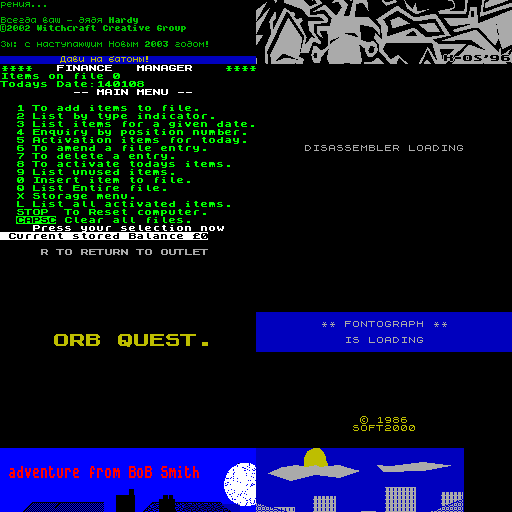 рения...
Всегда ваш - дядя Hardy
©2002 Witchcraft Creative Group
Зы: с наступающим Новым 2003 годом!
Дави на батоны!
K-OS'96
**** FINANCE MANAGER ****
Items on file 0
Todays Date:140108
-- MAIN MENU --
1 To add items to file.
2 List by type indicator.
3 List items for a given date.
4 Enquiry by position number.
5 Activation items for today.
6 To amend a file entry.
7 To delete a entry.
8 To activate todays items.
9 List unused items.
0 Insert item to file.
Q List Entire file.
X Storage menu.
L List all activated items.
STOP To Reset computer.
CAPSC Clear all files.
Press your selection now
Current stored Balance £0
R TO RETURN TO OUTLET
DISASSEMBLER LOADING
ORB QUEST.
** FONTOGRAPH **
IS LOADING
© 1986
SOFT2000
adventure from BoB Smith